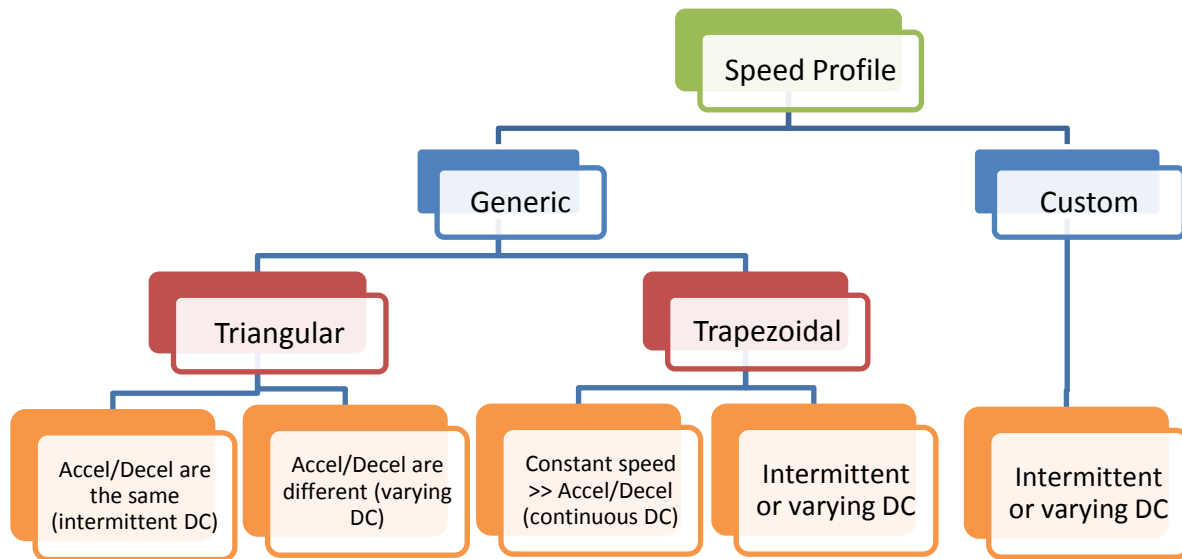 Speed Profile
Generic
Custom
Triangular
Trapezoidal
Accel/Decel are
the same
(intermittent DC)
Accel/Decel are
different (varying
DC)
Constant speed
>> Accel/Decel
(continuous DC)
Intermittent
or varying DC
Intermittent
or varying DC